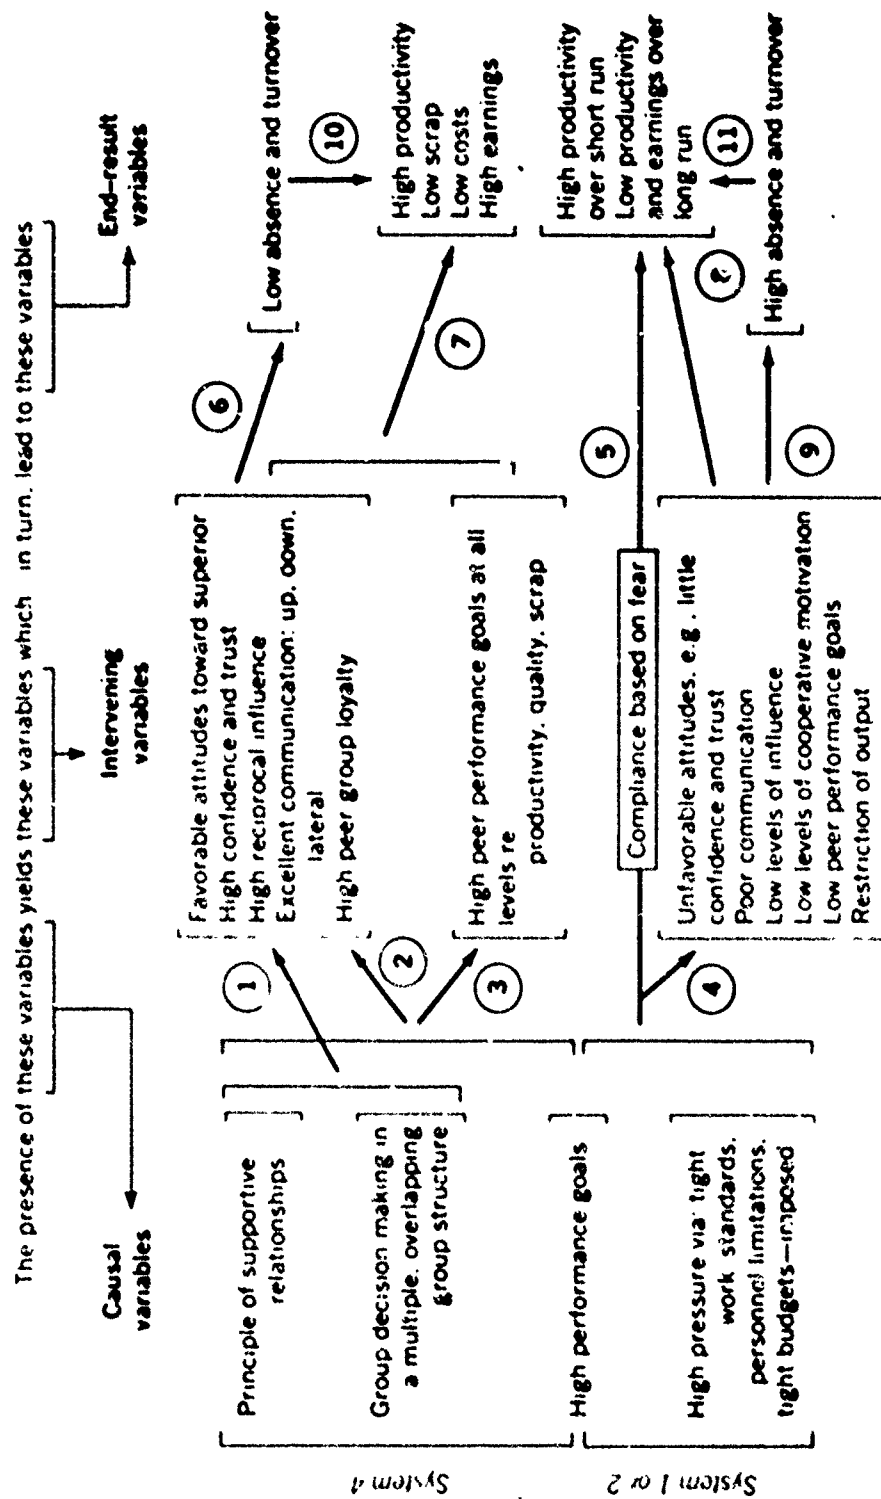 The presence of these variables yields these variables which in turn. lead to these variables
Causal
variables
Intervening
variables
End-result
variables
System 4
Principle of supportive
relationships
Group decision making in
a multiple, overlapping
group structure
High performance goals
System 1 or 2
High pressure via tight
work standards.
personnel limitations.
tight budgets—imposed
1
2
3
4
Favorable attitudes toward superior
High confidence and trust
High reciprocal influence
Excellent communication: up, down,
lateral
High peer group loyalty
High peer performance goals at all
levels re
productivity, quality, scrap
Compliance based on fear
Unfavorable attitudes, e.g., little
confidence and trust
Poor communication
Low levels of influence
Low levels of cooperative motivation
Low peer performance goals
Restriction of output
6
7
5
8
9
Low absence and turnover
10
High productivity
Low scrap
Low costs
High earnings
High productivity
over short run
Low productivity
and earnings over
long run
11
High absence and turnover